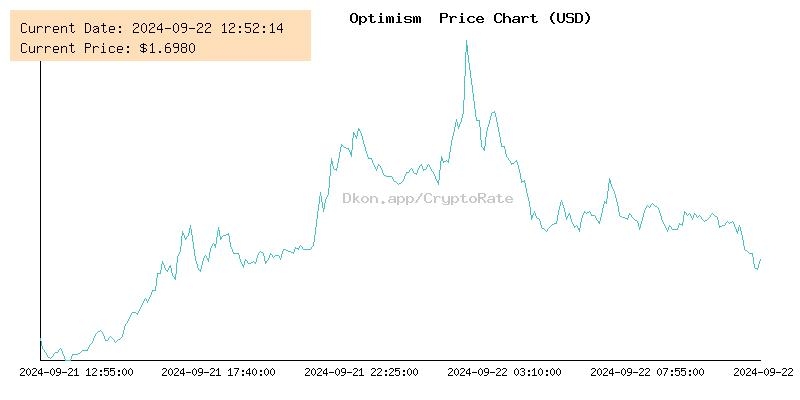 Optimism  Price Chart (USD)
Current Date: 2024-09-22 12:52:14
Current Price: $1.6980
Dkon.app/CryptoRate
2024-09-21 12:55:00 2024-09-21 17:40:00 2024-09-21 22:25:00 2024-09-22 03:10:00 2024-09-22 07:55:00 2024-09-22